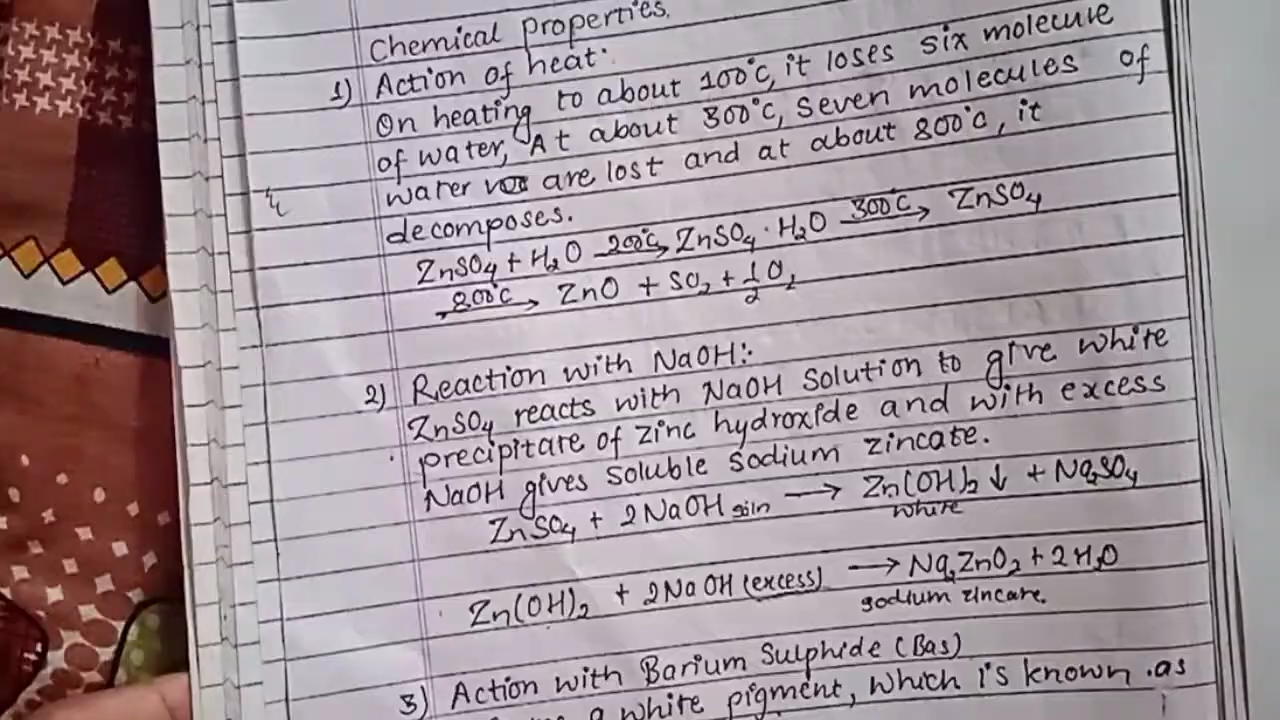 Chemical properties.
1) Action of heat:
On heating to about 100°C, it loses six molecule
of water, At about 300°C, seven molecules of
water are lost and at about 800°C, it
decomposes.
ZnSO₄ + H₂O —200°C→ ZnSO₄·H₂O —300°C→ ZnSO₄
—800°C→ ZnO + SO₂ + 1/2 O₂
2) Reaction with NaOH:
ZnSO₄ reacts with NaOH solution to give white
precipitate of zinc hydroxide and with excess
NaOH gives soluble sodium zincate.
ZnSO₄ + 2NaOH soln → Zn(OH)₂ ↓ + Na₂SO₄
white
Zn(OH)₂ + 2NaOH (excess) → Na₂ZnO₂ + 2H₂O
sodium zincate.
3) Action with Barium Sulphide (Bas)
a white pigment, which is known as